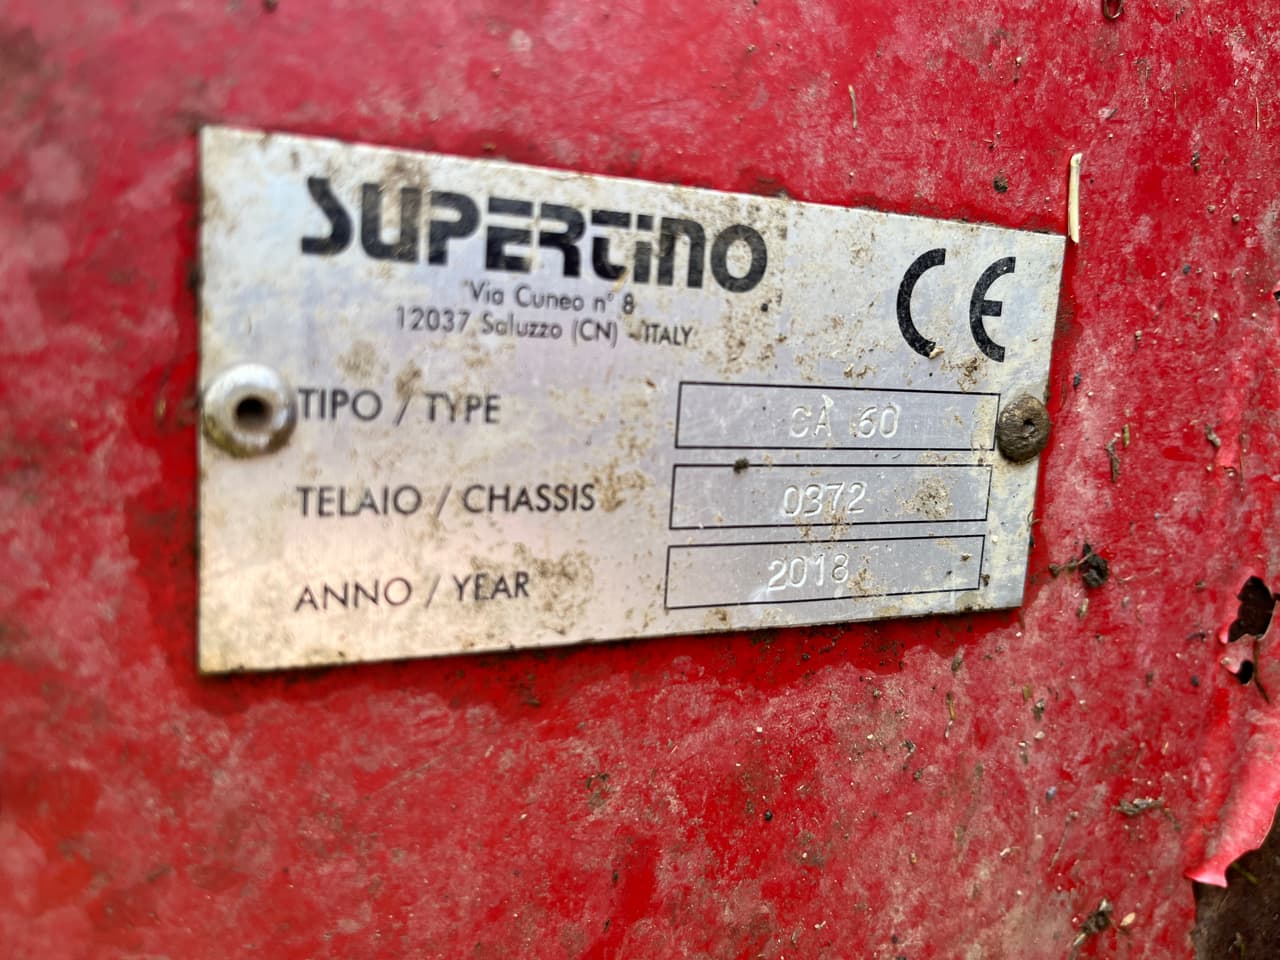 SUPERTINO
Via Cuneo n° 8
12037 Saluzzo (CN) - ITALY
CE
TIPO / TYPE CA 60
TELAIO / CHASSIS 0372
ANNO / YEAR 2018